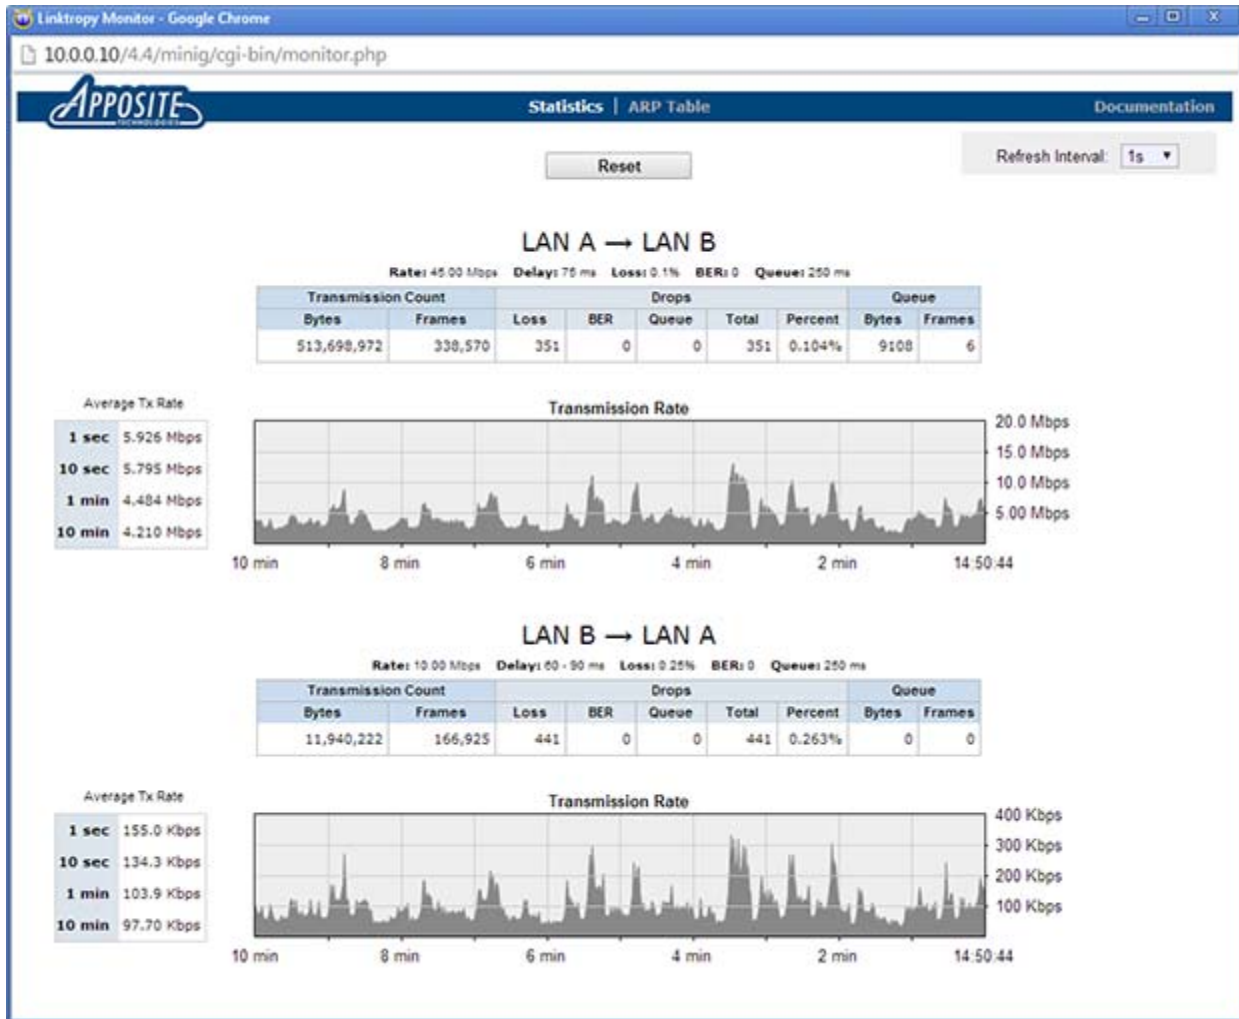 Linktropy Monitor - Google Chrome
10.0.0.10/4.4/minig/cgi-bin/monitor.php
APPOSITE
TECHNOLOGIES
Statistics | ARP Table
Documentation
Reset
Refresh Interval: 1s
LAN A → LAN B
Rate: 45.00 Mbps Delay: 75 ms Loss: 0.1% BER: 0 Queue: 250 ms
Transmission Count Drops Queue
Bytes Frames Loss BER Queue Total Percent Bytes Frames
513,698,972 338,570 351 0 0 351 0.104% 9108 6
Average Tx Rate
1 sec 5.926 Mbps
10 sec 5.795 Mbps
1 min 4.484 Mbps
10 min 4.210 Mbps
Transmission Rate
20.0 Mbps
15.0 Mbps
10.0 Mbps
5.00 Mbps
10 min 8 min 6 min 4 min 2 min 14:50:44
LAN B → LAN A
Rate: 10.00 Mbps Delay: 60 - 90 ms Loss: 0.25% BER: 0 Queue: 250 ms
Transmission Count Drops Queue
Bytes Frames Loss BER Queue Total Percent Bytes Frames
11,940,222 166,925 441 0 0 441 0.263% 0 0
Average Tx Rate
1 sec 155.0 Kbps
10 sec 134.3 Kbps
1 min 103.9 Kbps
10 min 97.70 Kbps
Transmission Rate
400 Kbps
300 Kbps
200 Kbps
100 Kbps
10 min 8 min 6 min 4 min 2 min 14:50:44